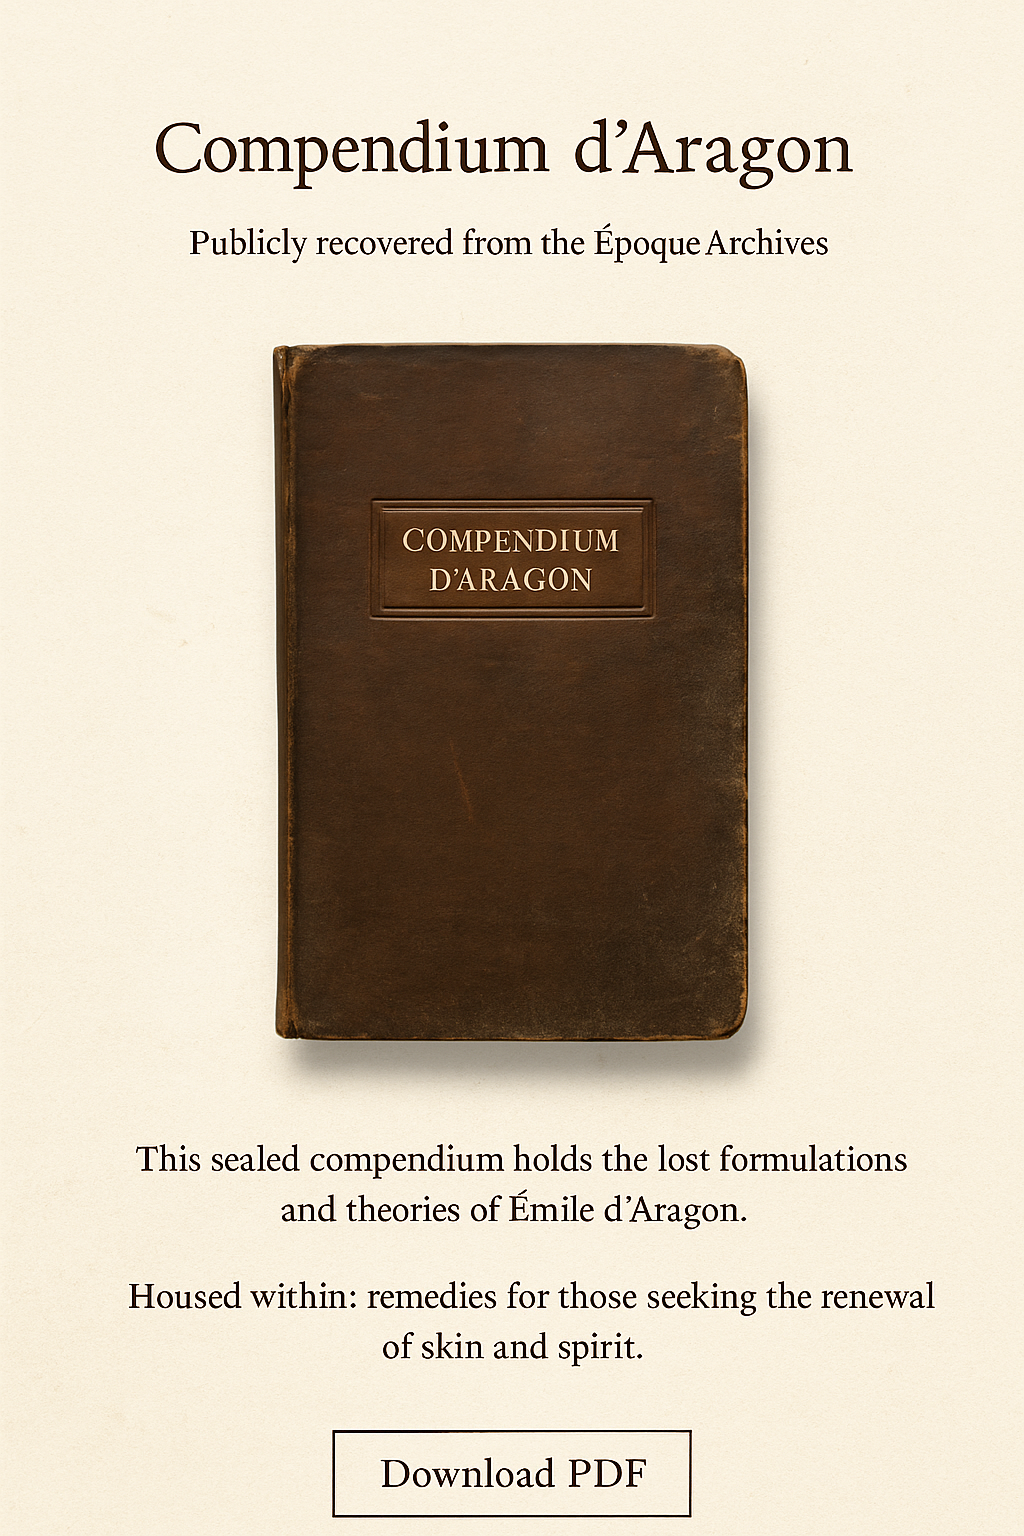 Compendium d’Aragon
Publicly recovered from the Époque Archives
COMPENDIUM
D’ARAGON
This sealed compendium holds the lost formulations
and theories of Émile d’Aragon.
Housed within: remedies for those seeking the renewal
of skin and spirit.
Download PDF